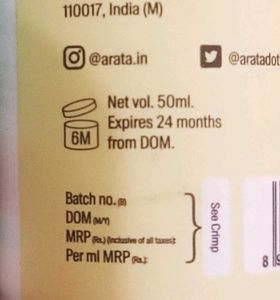 110017, India (M)
@arata.in @aratadot
Net vol. 50ml.
Expires 24 months
6M from DOM.
Batch no. (B)
DOM (M/Y)
MRP (Rs.) (Inclusive of all taxes):
Per ml MRP (Rs.):
See Crimp
8